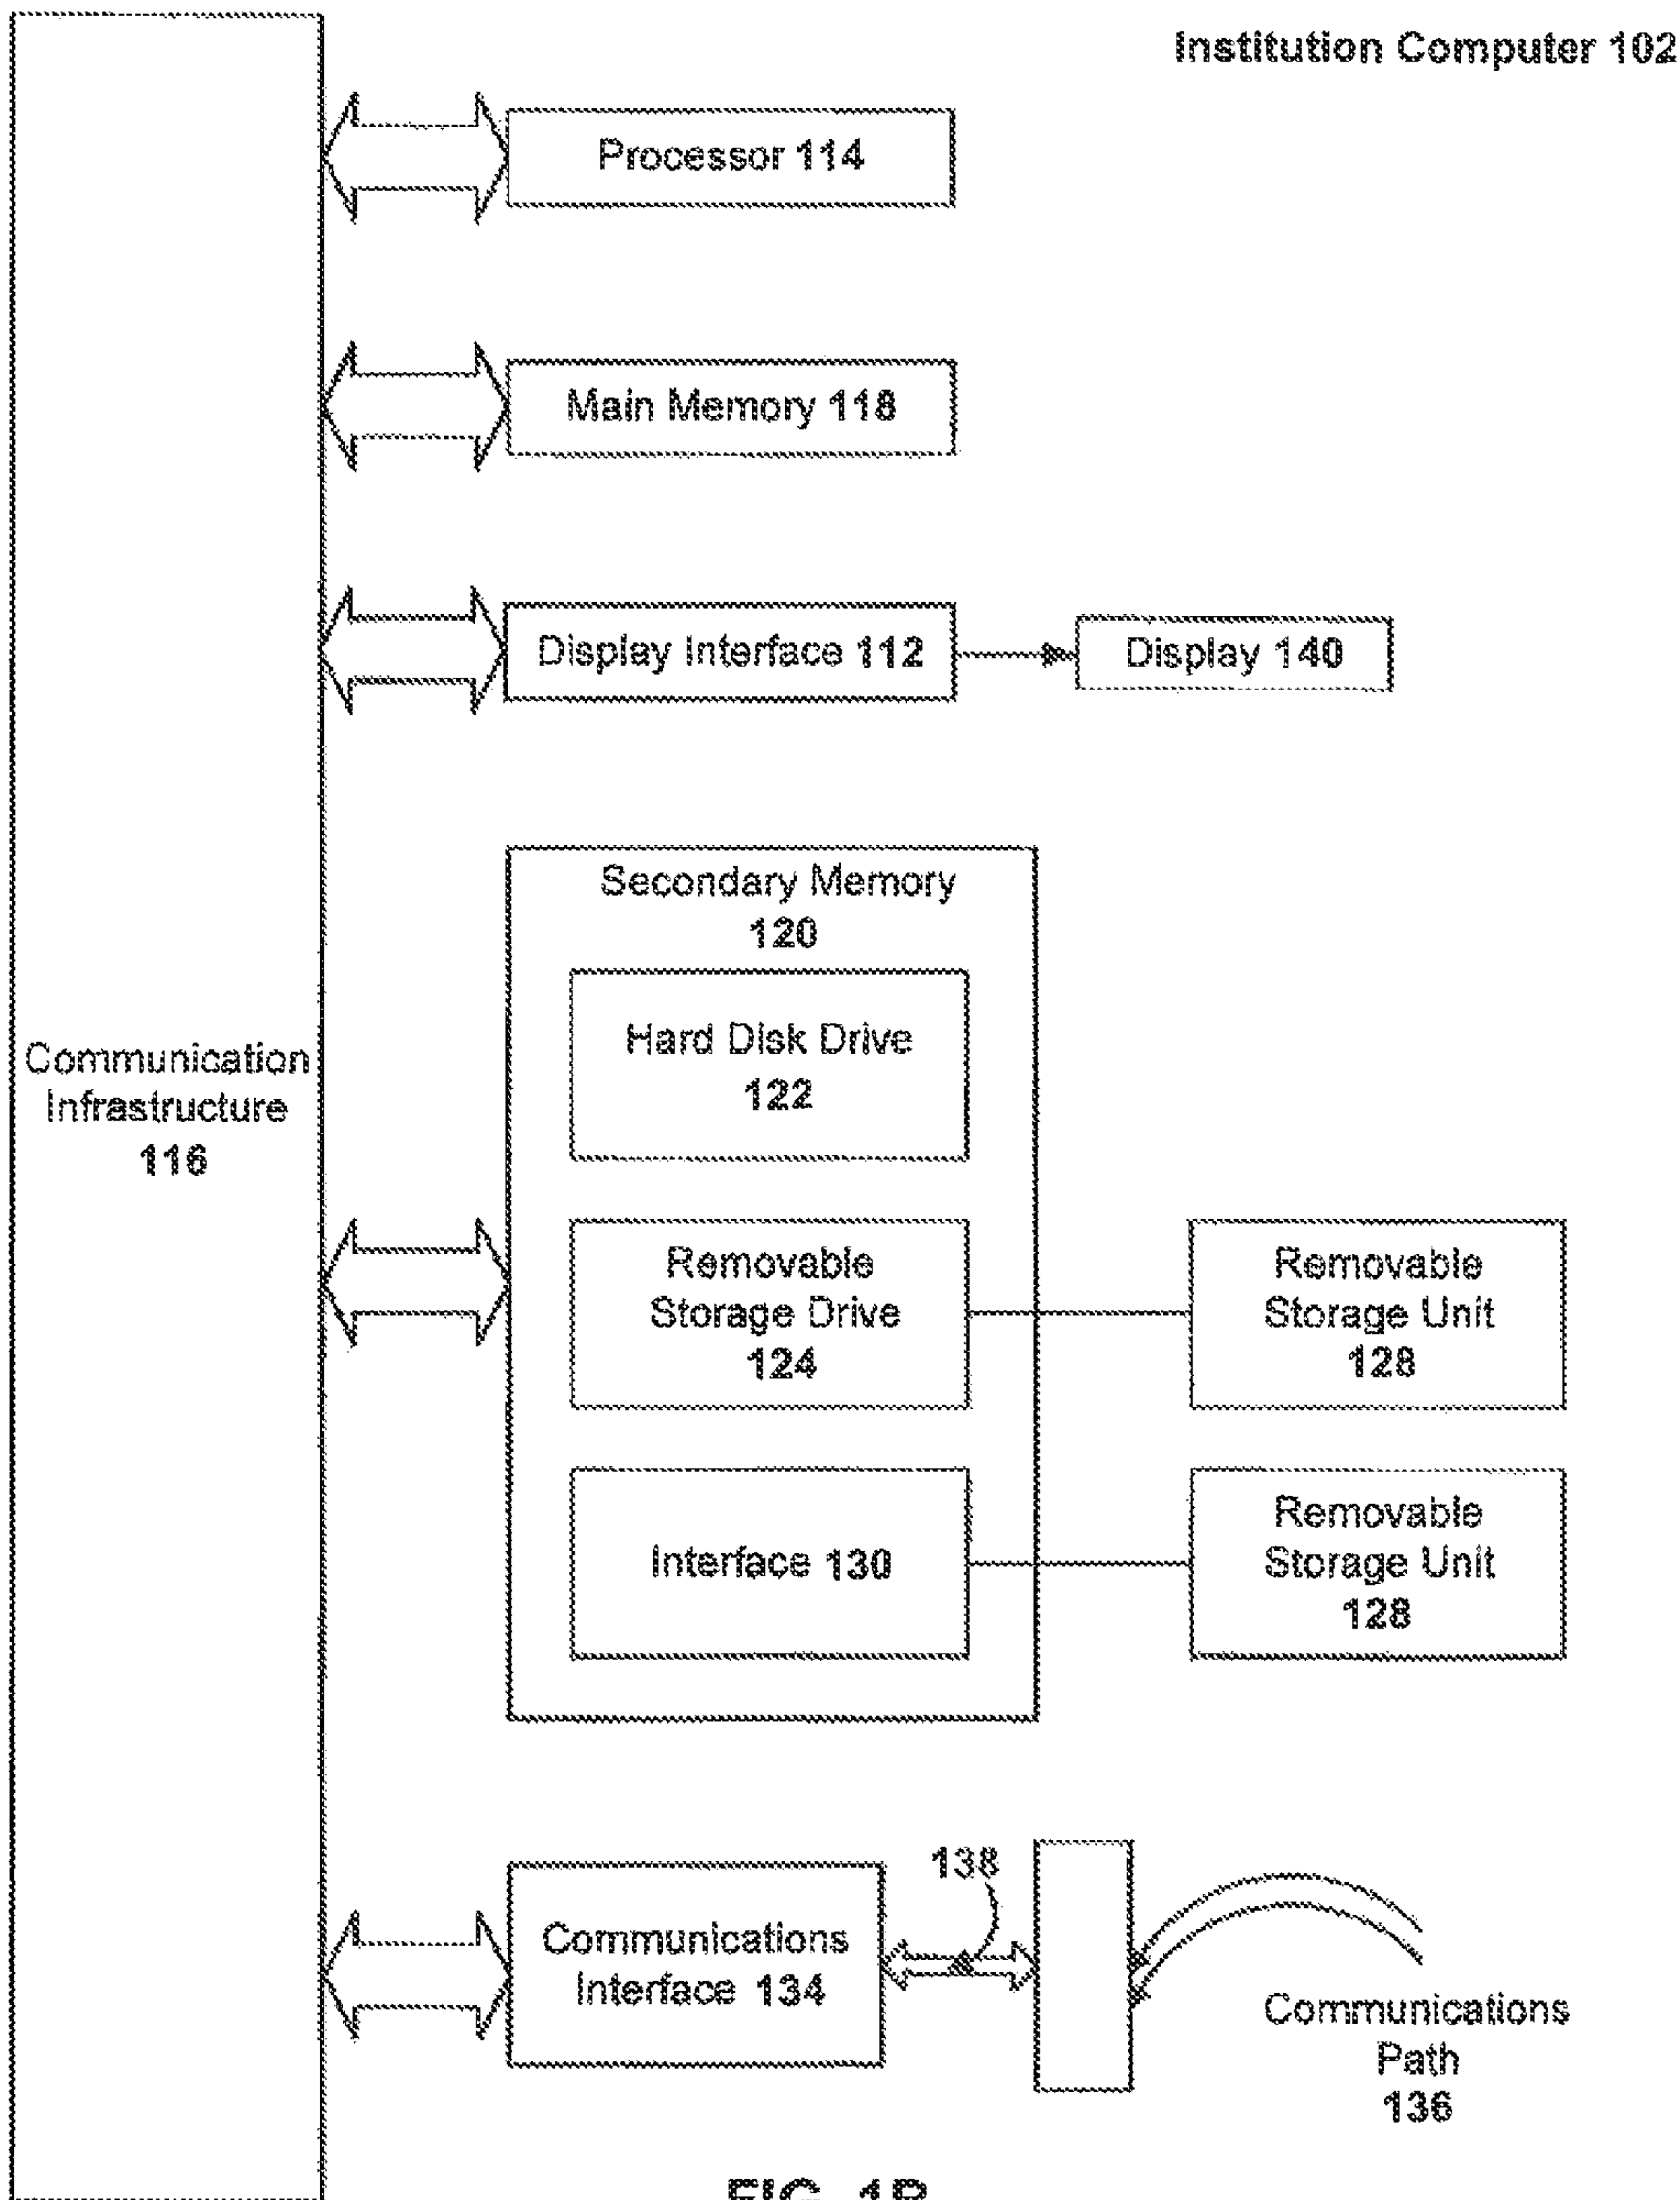 Institution Computer 102
Processor 114
Main Memory 118
Display Interface 112
Display 140
Secondary Memory
120
Hard Disk Drive
122
Communication
Infrastructure
116
Removable
Storage Drive
124
Removable
Storage Unit
128
Interface 130
Removable
Storage Unit
128
138
Communications
Interface 134
Communications
Path
136
FIG. 1B